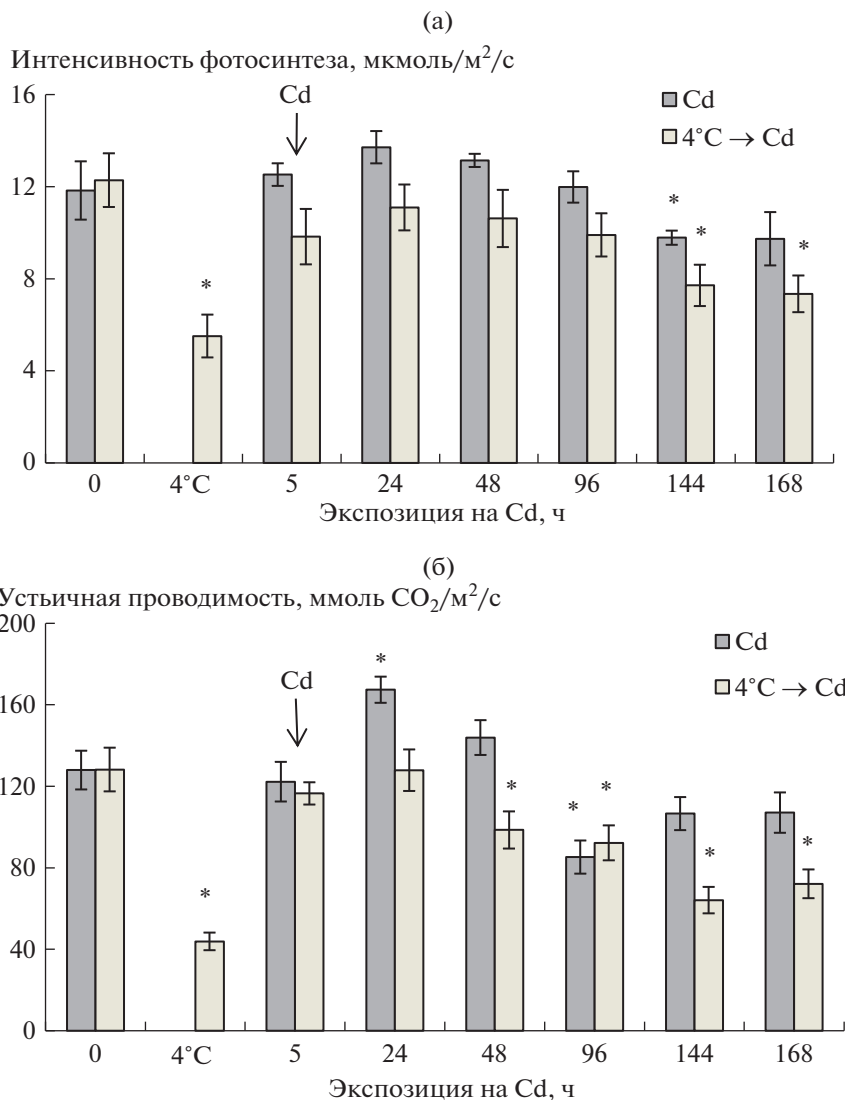 (а)
Интенсивность фотосинтеза, мкмоль/м²/с
16
Cd
Cd
4°C → Cd
12
*
*
*
8
*
4
0
0 4°C 5 24 48 96 144 168
Экспозиция на Cd, ч
(б)
Устьичная проводимость, ммоль CO₂/м²/с
200
Cd
*
Cd
4°C → Cd
160
120
*
*
*
80
*
*
*
40
0
0 4°C 5 24 48 96 144 168
Экспозиция на Cd, ч